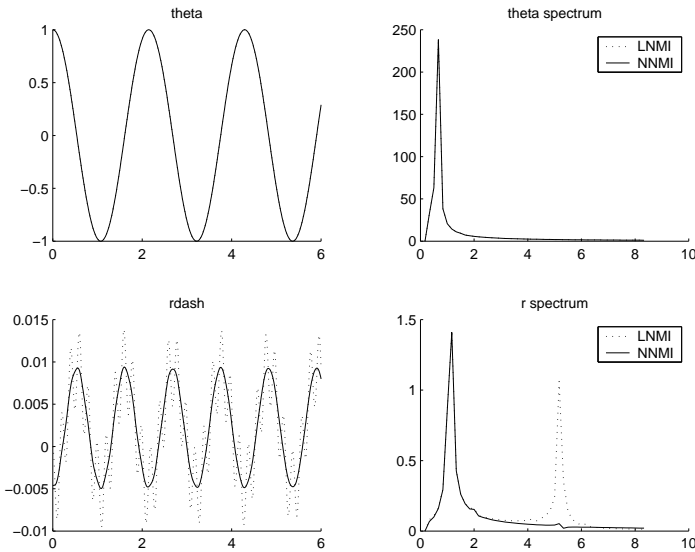 theta
1
0.5
0
−0.5
−1
0 2 4 6
theta spectrum
250
200
150
100
50
0
0 2 4 6 8 10
LNMI
NNMI
rdash
0.015
0.01
0.005
0
−0.005
−0.01
0 2 4 6
r spectrum
1.5
1
0.5
0
0 2 4 6 8 10
LNMI
NNMI